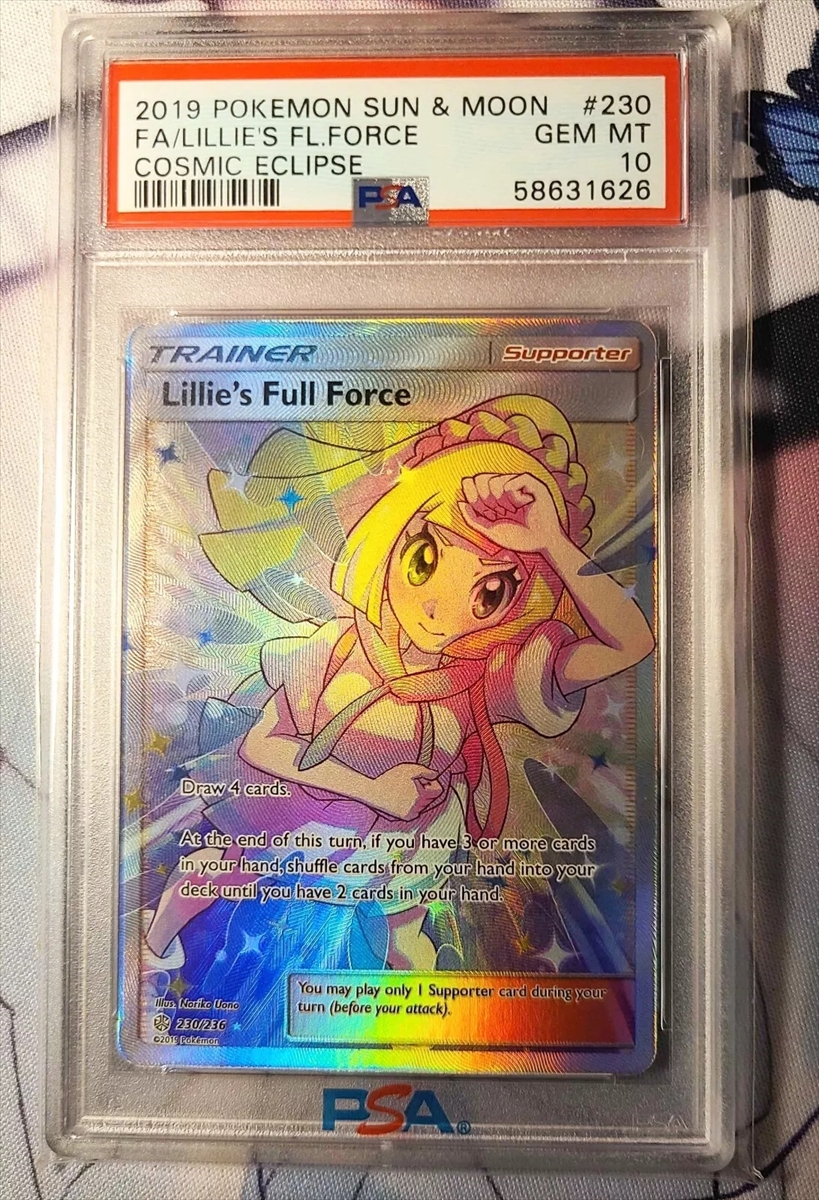 2019 POKEMON SUN & MOON #230
FA/LILLIE'S FL.FORCE GEM MT
COSMIC ECLIPSE 10
PSA 58631626
TRAINER Supporter
Lillie's Full Force
Draw 4 cards.
At the end of this turn, if you have 3 or more cards
in your hand, shuffle cards from your hand into your
deck until you have 2 cards in your hand.
You may play only 1 Supporter card during your
turn (before your attack).
Illus. Noriko Uono
230/236
©2019 Pokémon
PSA®